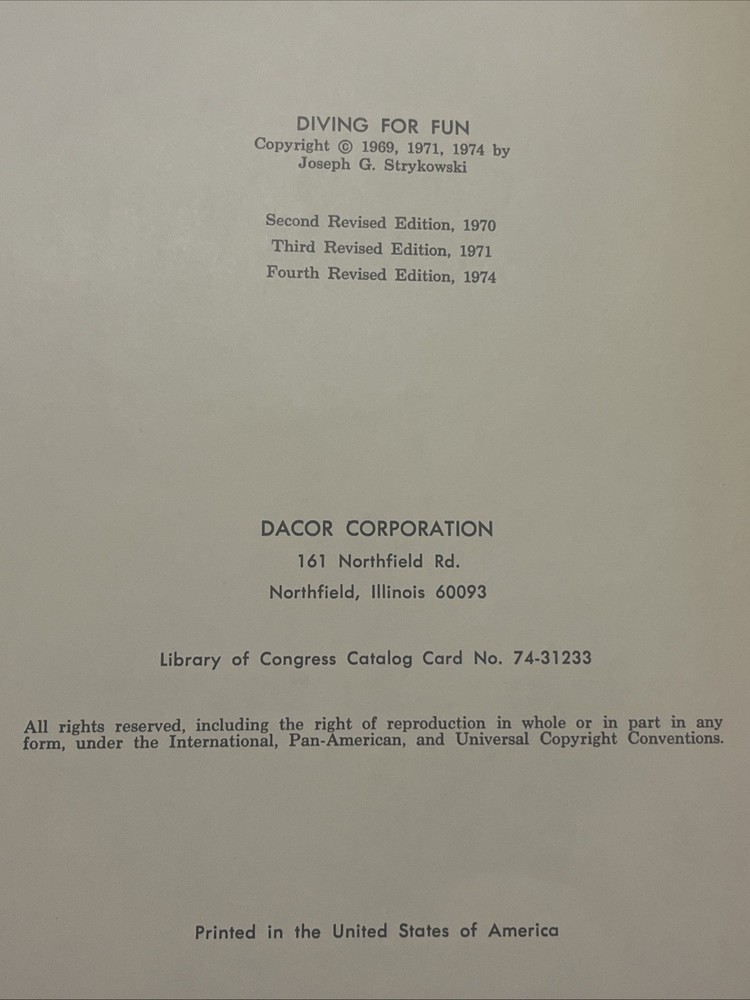 DIVING FOR FUN
Copyright © 1969, 1971, 1974 by
Joseph G. Strykowski
Second Revised Edition, 1970
Third Revised Edition, 1971
Fourth Revised Edition, 1974
DACOR CORPORATION
161 Northfield Rd.
Northfield, Illinois 60093
Library of Congress Catalog Card No. 74-31233
All rights reserved, including the right of reproduction in whole or in part in any
form, under the International, Pan-American, and Universal Copyright Conventions.
Printed in the United States of America